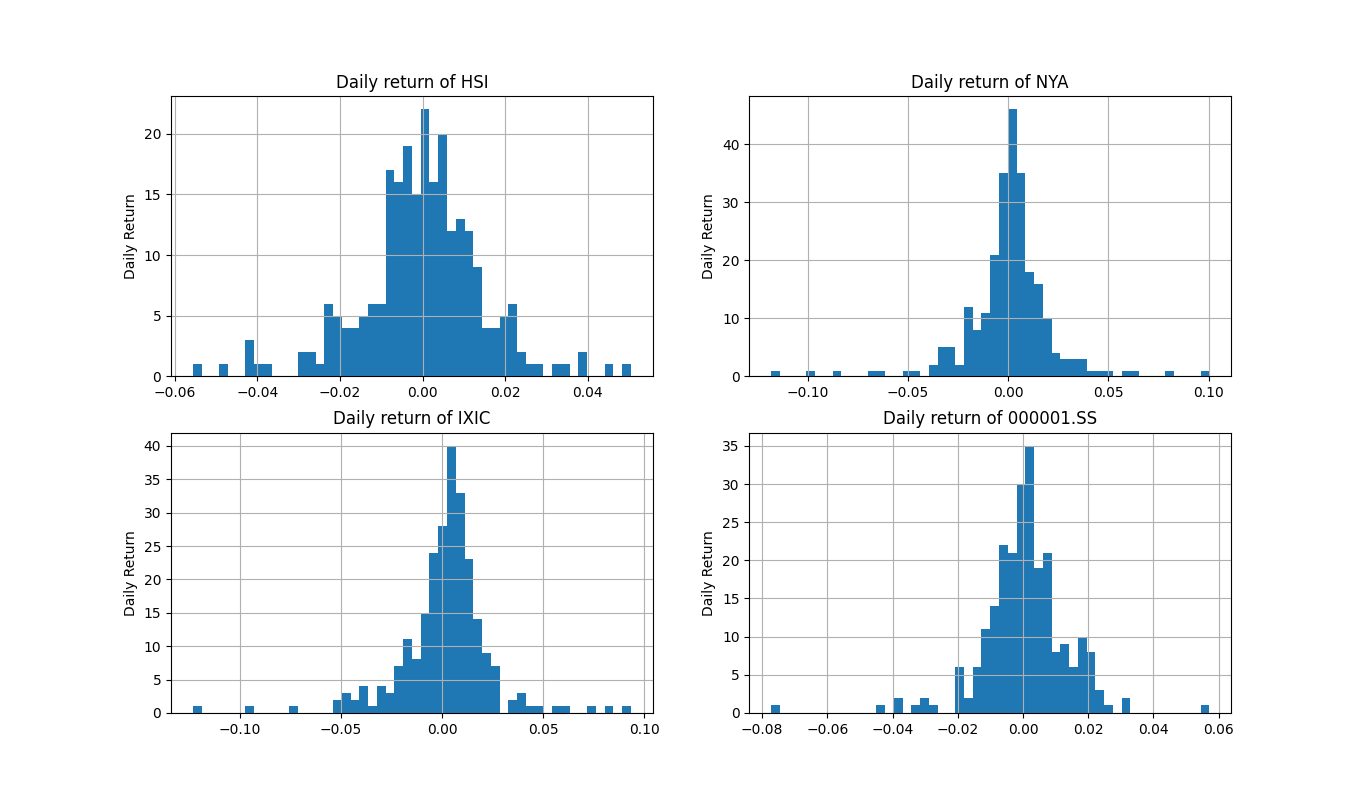 Daily return of HSI
Daily Return
20
15
10
5
0
−0.06 −0.04 −0.02 0.00 0.02 0.04
Daily return of NYA
Daily Return
40
30
20
10
0
−0.10 −0.05 0.00 0.05 0.10
Daily return of IXIC
Daily Return
40
35
30
25
20
15
10
5
0
−0.10 −0.05 0.00 0.05 0.10
Daily return of 000001.SS
Daily Return
35
30
25
20
15
10
5
0
−0.08 −0.06 −0.04 −0.02 0.00 0.02 0.04 0.06